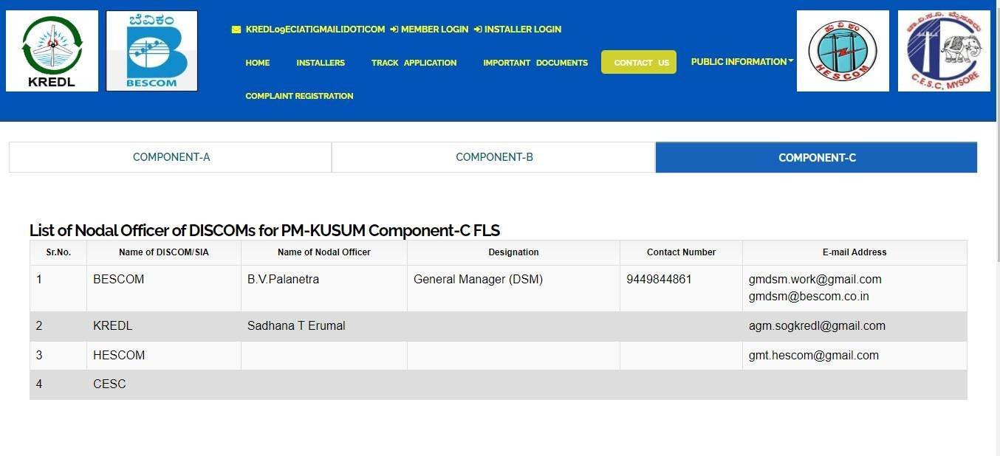 KREDL
ಬೆವಿಕಂ
BESCOM
KREDL09ECIATIGMAILIDOTICOM MEMBER LOGIN INSTALLER LOGIN
HOME INSTALLERS TRACK APPLICATION IMPORTANT DOCUMENTS CONTACT US PUBLIC INFORMATION
COMPLAINT REGISTRATION
ಹು ವಿ ಕಂ
HESCOM
C.E.S.C, MYSORE
COMPONENT-A COMPONENT-B COMPONENT-C
List of Nodal Officer of DISCOMs for PM-KUSUM Component-C FLS
Sr.No. Name of DISCOM/SIA Name of Nodal Officer Designation Contact Number E-mail Address
1 BESCOM B.V.Palanetra General Manager (DSM) 9449844861 gmdsm.work@gmail.com
gmdsm@bescom.co.in
2 KREDL Sadhana T Erumal agm.sogkredl@gmail.com
3 HESCOM gmt.hescom@gmail.com
4 CESC